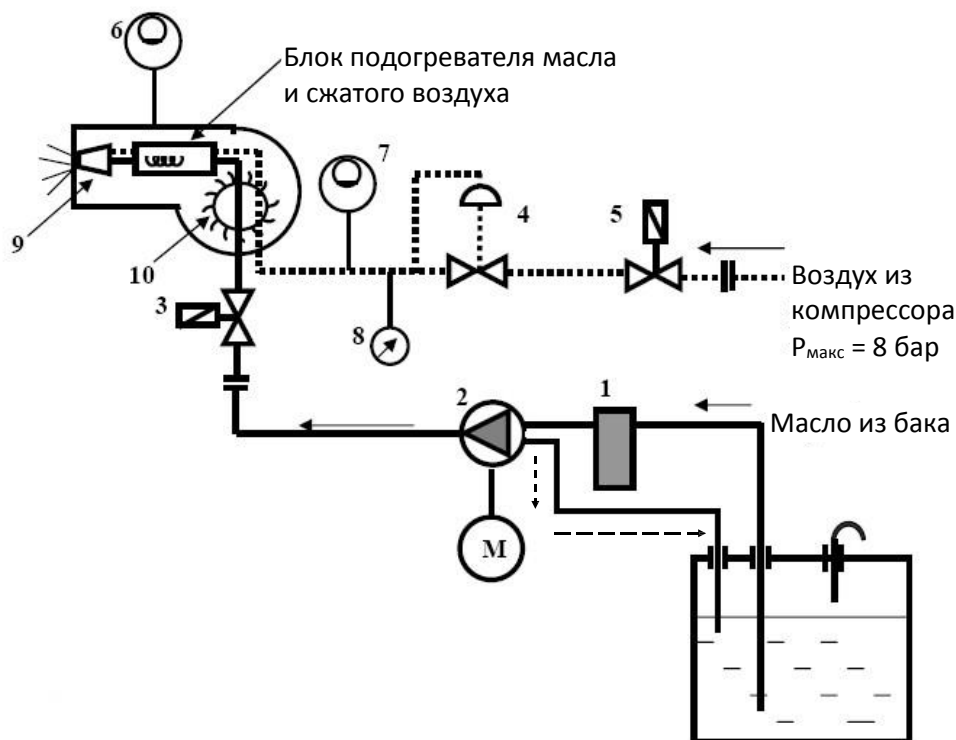 6
Блок подогревателя масла
и сжатого воздуха
7
4
5
9
10
Воздух из
компрессора
Pмакс = 8 бар
3
8
2
1
Масло из бака
М